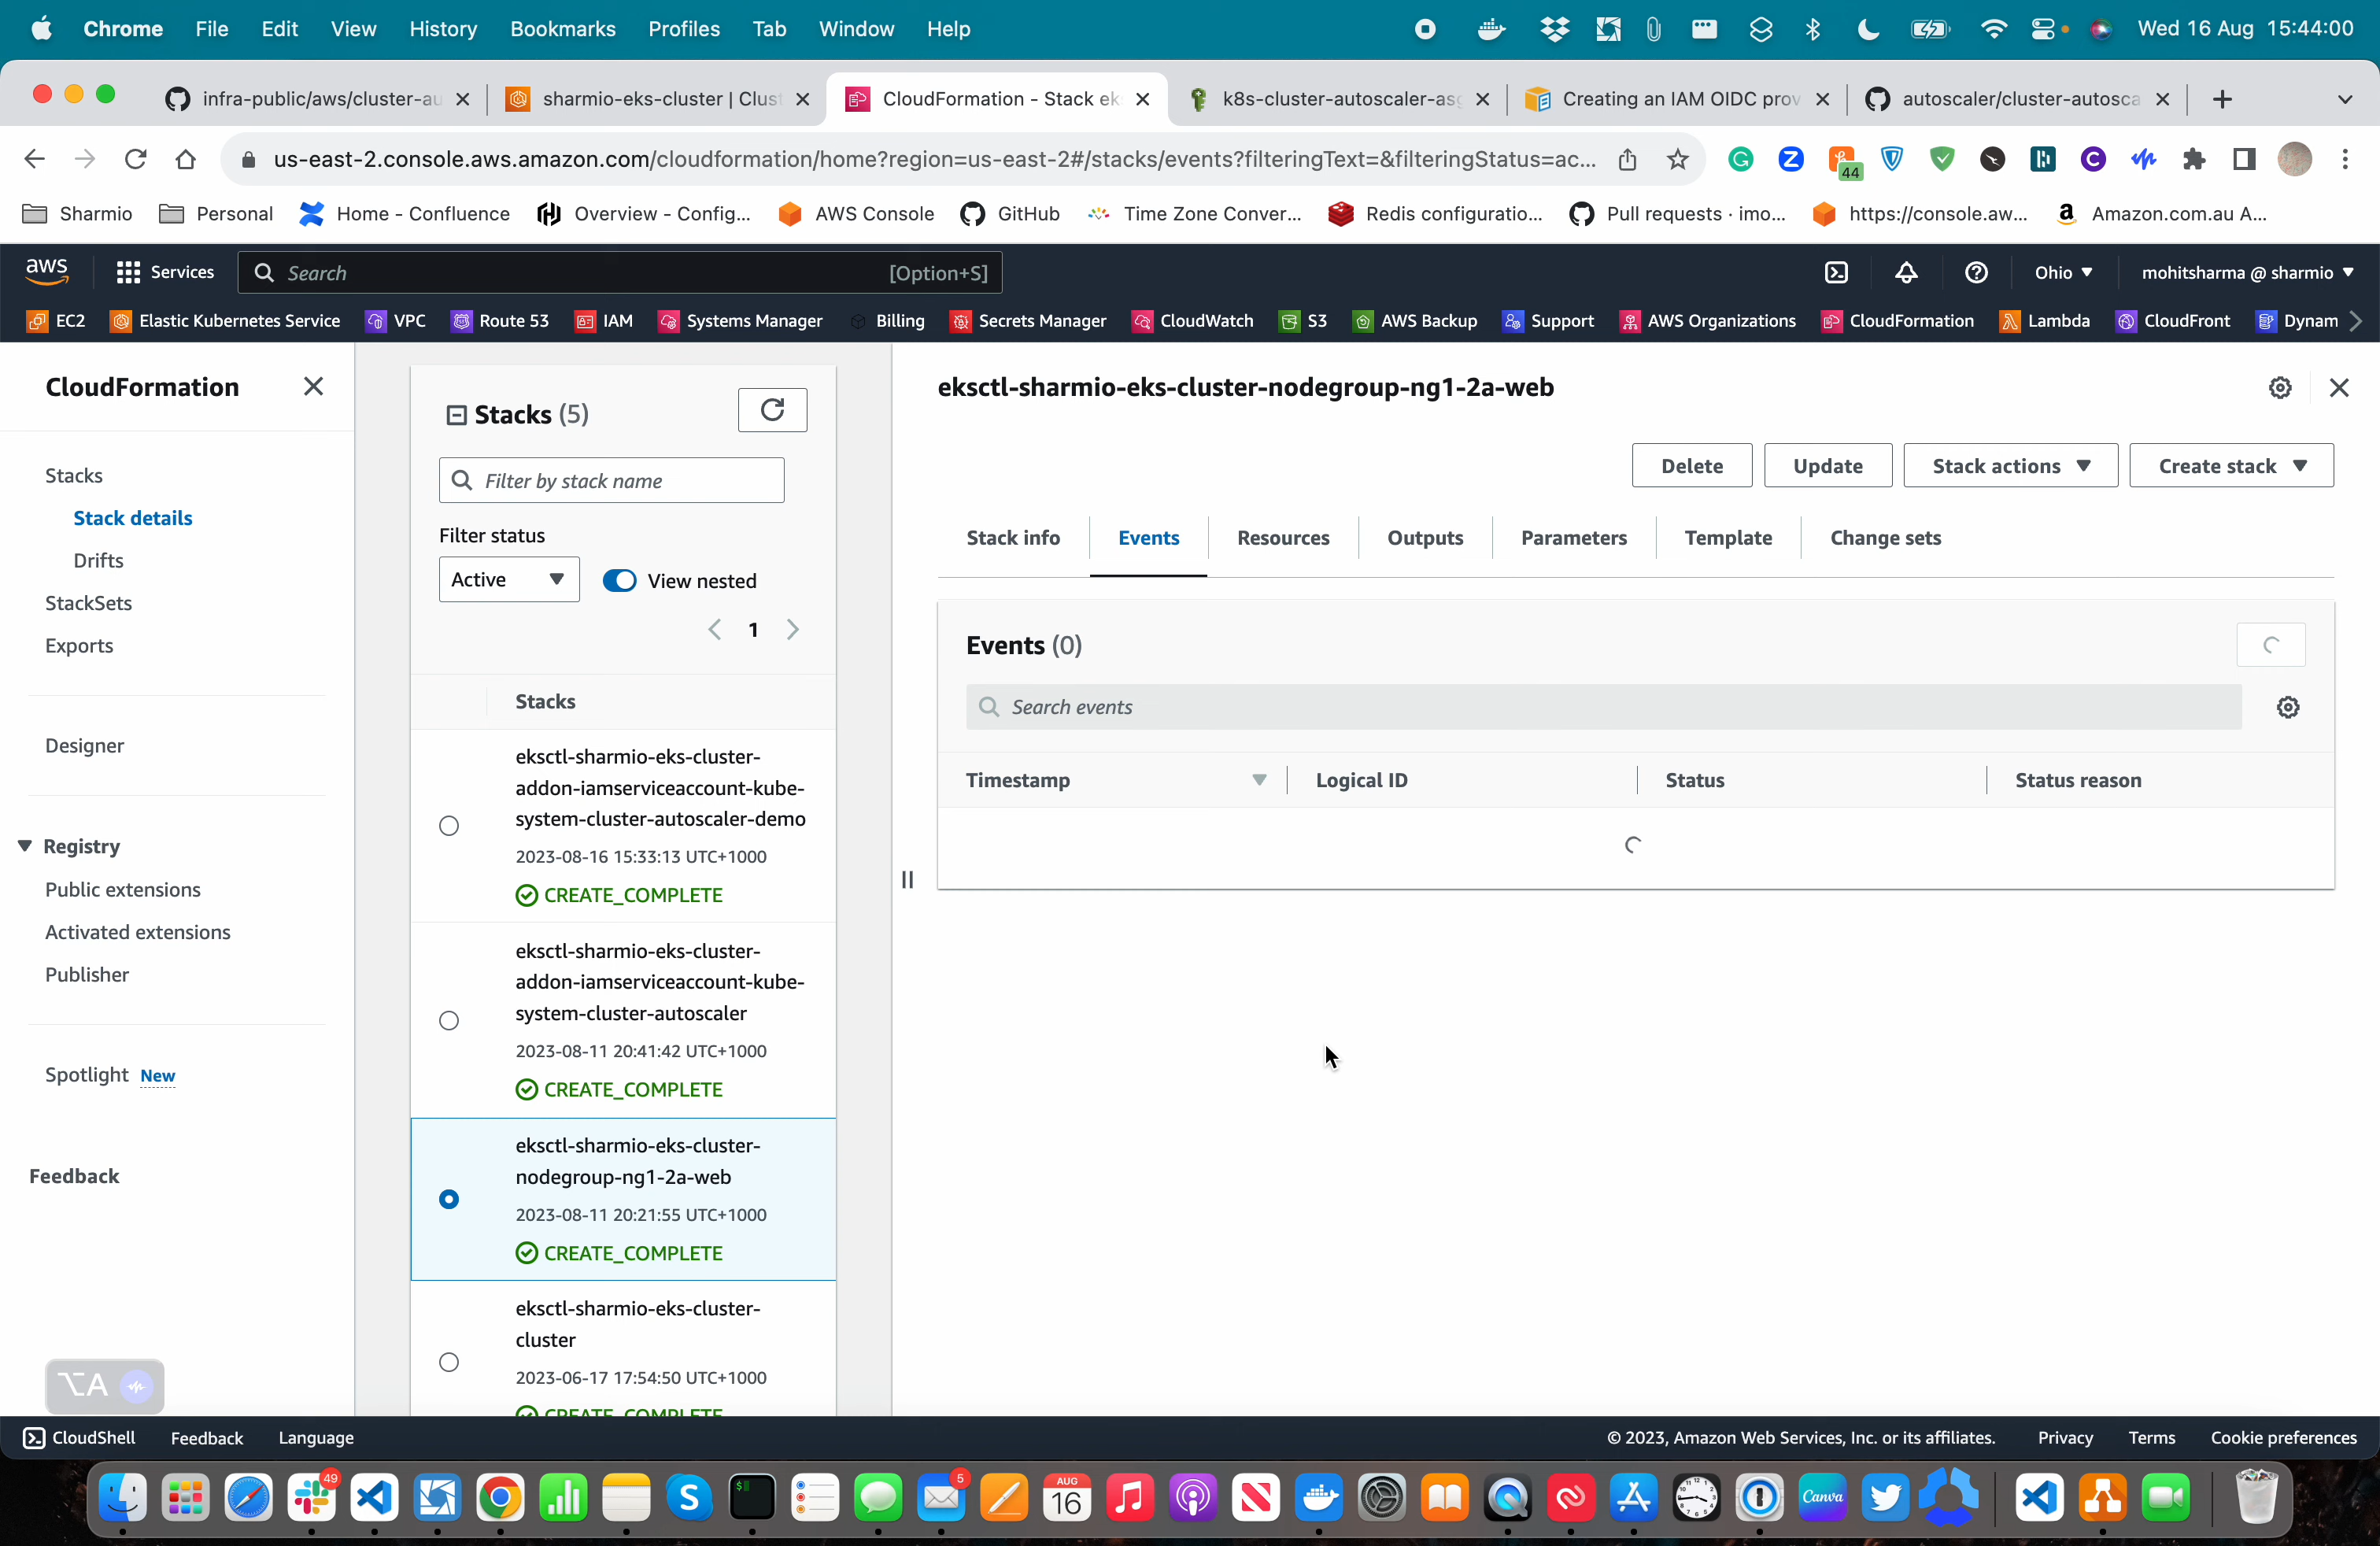 Chrome File Edit View History Bookmarks Profiles Tab Window Help Wed 16 Aug 15:44:00
infra-public/aws/cluster-au
sharmio-eks-cluster | Clust
CloudFormation - Stack ek
k8s-cluster-autoscaler-asg
Creating an IAM OIDC prov
autoscaler/cluster-autosca
us-east-2.console.aws.amazon.com/cloudformation/home?region=us-east-2#/stacks/events?filteringText=&filteringStatus=ac...
44
Sharmio Personal Home - Confluence Overview - Config... AWS Console GitHub Time Zone Conver... Redis configuratio... Pull requests · imo... https://console.aw... Amazon.com.au A...
aws Services Search [Option+S] Ohio mohitsharma @ sharmio
EC2 Elastic Kubernetes Service VPC Route 53 IAM Systems Manager Billing Secrets Manager CloudWatch S3 AWS Backup Support AWS Organizations CloudFormation Lambda CloudFront Dynam
CloudFormation
Stacks
Stack details
Drifts
StackSets
Exports
Designer
Registry
Public extensions
Activated extensions
Publisher
Spotlight New
Feedback
⌥A
Stacks (5)
Filter by stack name
Filter status
Active View nested
1
Stacks
eksctl-sharmio-eks-cluster-
addon-iamserviceaccount-kube-
system-cluster-autoscaler-demo
2023-08-16 15:33:13 UTC+1000
CREATE_COMPLETE
eksctl-sharmio-eks-cluster-
addon-iamserviceaccount-kube-
system-cluster-autoscaler
2023-08-11 20:41:42 UTC+1000
CREATE_COMPLETE
eksctl-sharmio-eks-cluster-
nodegroup-ng1-2a-web
2023-08-11 20:21:55 UTC+1000
CREATE_COMPLETE
eksctl-sharmio-eks-cluster-
cluster
2023-06-17 17:54:50 UTC+1000
CREATE_COMPLETE
eksctl-sharmio-eks-cluster-nodegroup-ng1-2a-web
Delete Update Stack actions Create stack
Stack info Events Resources Outputs Parameters Template Change sets
Events (0)
Search events
Timestamp Logical ID Status Status reason
CloudShell Feedback Language © 2023, Amazon Web Services, Inc. or its affiliates. Privacy Terms Cookie preferences
49
5
AUG
16
Canva